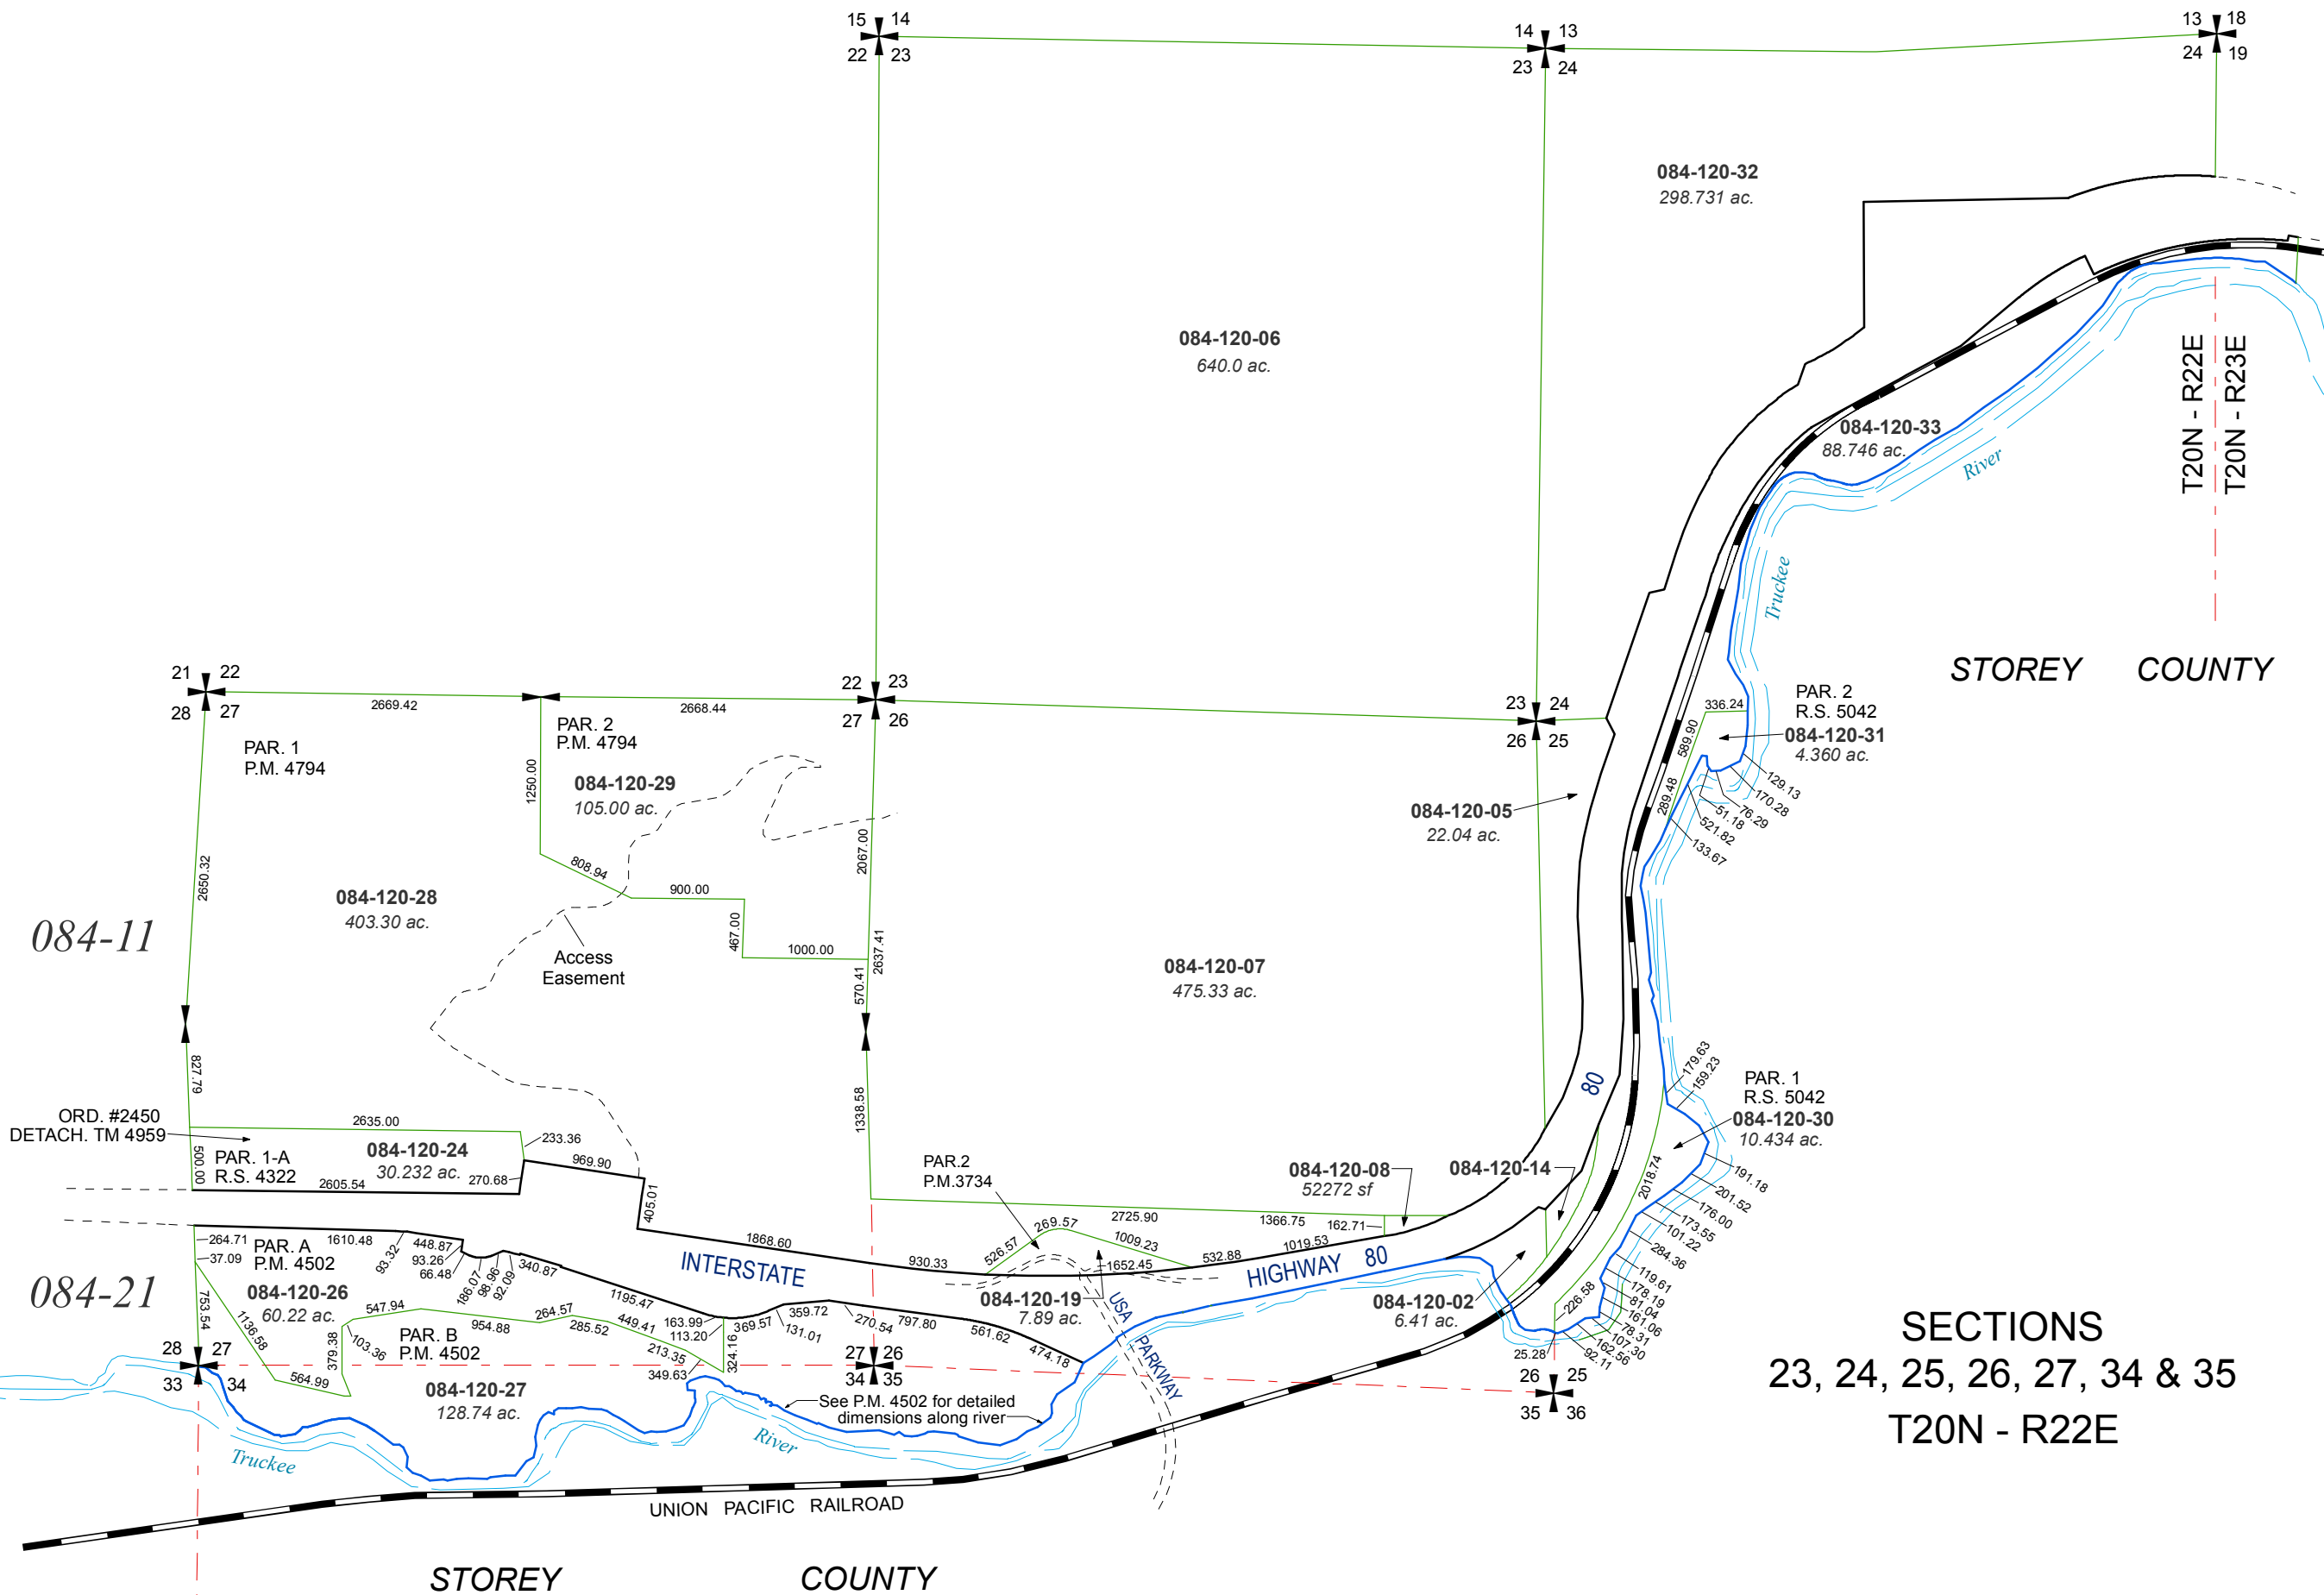 15 14
22 23
14 13
23 24
13 18
24 19
084-120-32
298.731 ac.
084-120-06
640.0 ac.
T20N - R22E
T20N - R23E
084-120-33
88.746 ac.
River
Truckee
STOREY COUNTY
21 22
28 27
2669.42
2668.44
22 23
27 26
23 24
26 25
PAR. 1
P.M. 4794
PAR. 2
P.M. 4794
084-120-29
105.00 ac.
1250.00
808.94
900.00
467.00
1000.00
2067.00
2637.41
570.41
2650.32
084-120-28
403.30 ac.
084-11
Access
Easement
084-120-07
475.33 ac.
084-120-05
22.04 ac.
336.24
PAR. 2
R.S. 5042
084-120-31
4.360 ac.
589.90
289.48
129.13
170.28
76.29
51.18
521.82
133.67
827.79
1338.58
80
179.63
159.23
PAR. 1
R.S. 5042
084-120-30
10.434 ac.
ORD. #2450
DETACH. TM 4959
2635.00
233.36
500.00
PAR. 1-A
R.S. 4322
084-120-24
30.232 ac.
2605.54
270.68
969.90
405.01
PAR.2
P.M.3734
084-120-08
52272 sf
084-120-14
2725.90
1366.75
162.71
2018.74
191.18
201.52
176.00
173.55
101.22
284.36
119.61
178.19
81.04
161.06
78.31
107.30
162.56
92.11
226.58
25.28
264.71
37.09
PAR. A
P.M. 4502
1610.48
93.32
448.87
93.26
66.48
186.07
98.96
92.09
340.87
1868.60
INTERSTATE
930.33
526.57
269.57
1009.23
1652.45
532.88
1019.53
HIGHWAY 80
084-21
084-120-26
60.22 ac.
753.54
1136.58
547.94
954.88
264.57
285.52
449.41
213.35
349.63
1195.47
163.99
113.20
369.57
324.16
359.72
131.01
270.54
797.80
561.62
474.18
084-120-19
7.89 ac.
USA PARKWAY
084-120-02
6.41 ac.
379.38
103.36
564.99
PAR. B
P.M. 4502
28 27
33 34
27 26
34 35
26 25
35 36
084-120-27
128.74 ac.
See P.M. 4502 for detailed
dimensions along river
Truckee
River
UNION PACIFIC RAILROAD
SECTIONS
23, 24, 25, 26, 27, 34 & 35
T20N - R22E
STOREY COUNTY